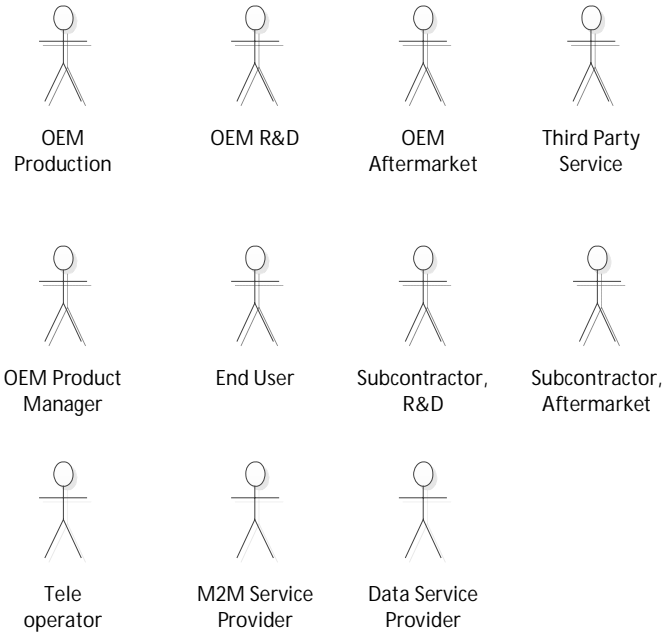 OEM
Production
OEM R&D
OEM
Aftermarket
Third Party
Service
OEM Product
Manager
End User
Subcontractor,
R&D
Subcontractor,
Aftermarket
Tele
operator
M2M Service
Provider
Data Service
Provider